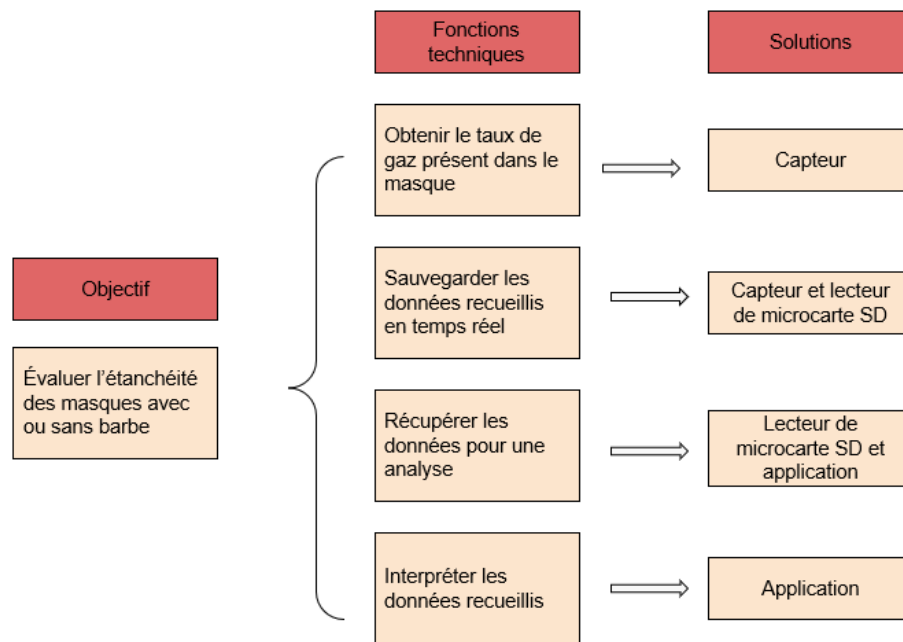 Fonctions
techniques
Solutions
Obtenir le taux de
gaz présent dans le
masque
Capteur
Objectif
Évaluer l'étanchéité
des masques avec
ou sans barbe
Sauvegarder les
données recueillis
en temps réel
Capteur et lecteur
de microcarte SD
Récupérer les
données pour une
analyse
Lecteur de
microcarte SD et
application
Interpréter les
données recueillis
Application